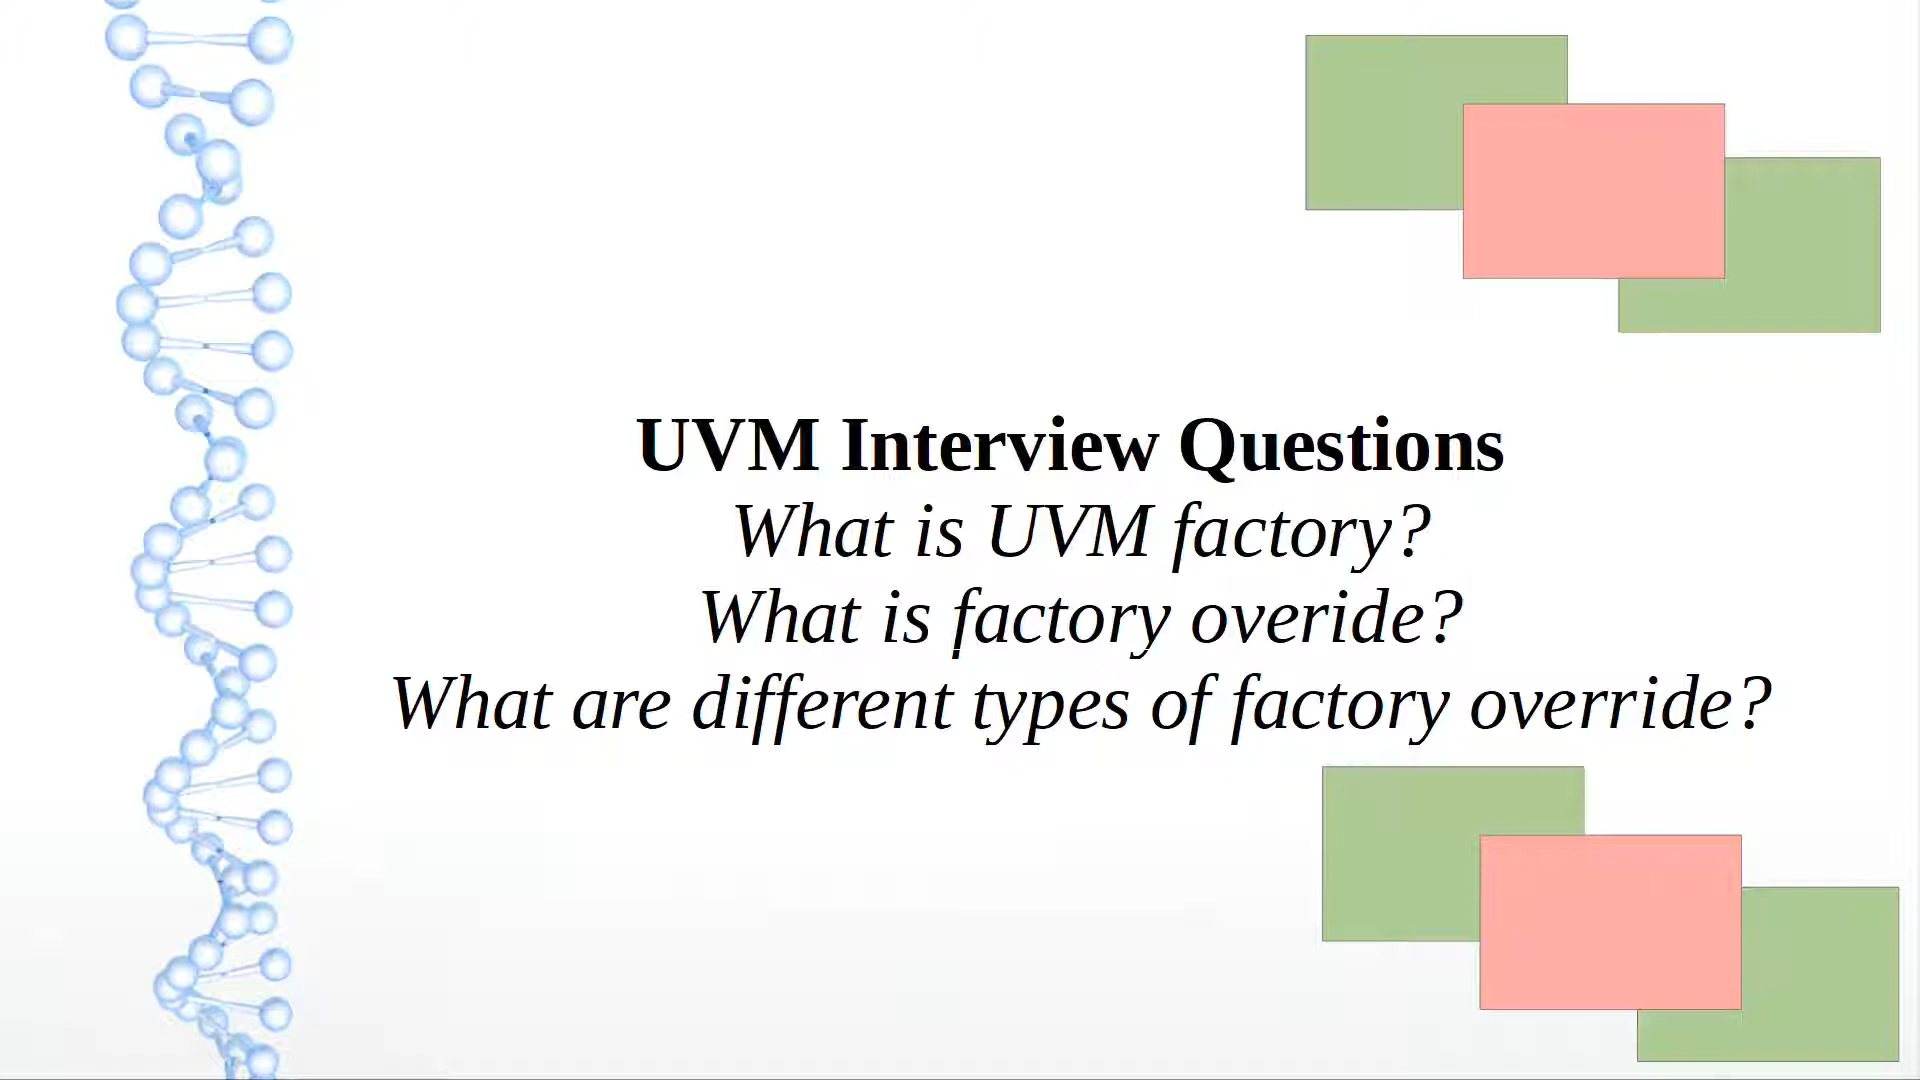 UVM Interview Questions
What is UVM factory?
What is factory overide?
What are different types of factory override?